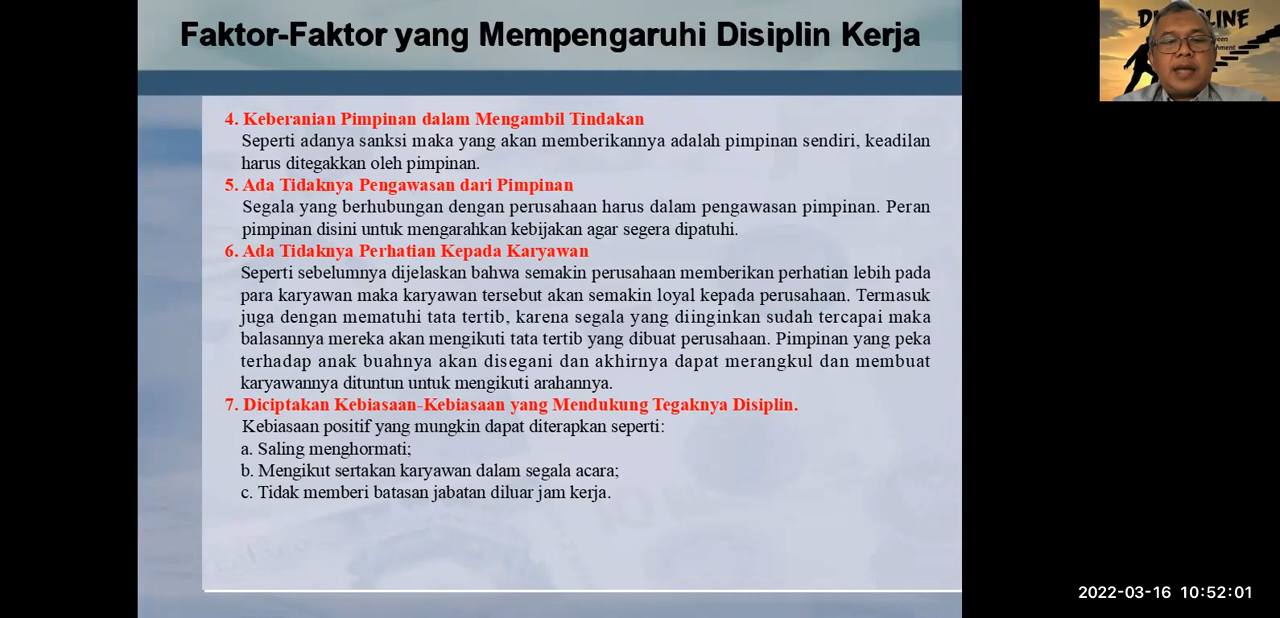 Faktor-Faktor yang Mempengaruhi Disiplin Kerja
4. Keberanian Pimpinan dalam Mengambil Tindakan
Seperti adanya sanksi maka yang akan memberikannya adalah pimpinan sendiri, keadilan
harus ditegakkan oleh pimpinan.
5. Ada Tidaknya Pengawasan dari Pimpinan
Segala yang berhubungan dengan perusahaan harus dalam pengawasan pimpinan. Peran
pimpinan disini untuk mengarahkan kebijakan agar segera dipatuhi.
6. Ada Tidaknya Perhatian Kepada Karyawan
Seperti sebelumnya dijelaskan bahwa semakin perusahaan memberikan perhatian lebih pada
para karyawan maka karyawan tersebut akan semakin loyal kepada perusahaan. Termasuk
juga dengan mematuhi tata tertib, karena segala yang diinginkan sudah tercapai maka
balasannya mereka akan mengikuti tata tertib yang dibuat perusahaan. Pimpinan yang peka
terhadap anak buahnya akan disegani dan akhirnya dapat merangkul dan membuat
karyawannya dituntun untuk mengikuti arahannya.
7. Diciptakan Kebiasaan-Kebiasaan yang Mendukung Tegaknya Disiplin.
Kebiasaan positif yang mungkin dapat diterapkan seperti:
a. Saling menghormati;
b. Mengikut sertakan karyawan dalam segala acara;
c. Tidak memberi batasan jabatan diluar jam kerja.
2022-03-16 10:52:01